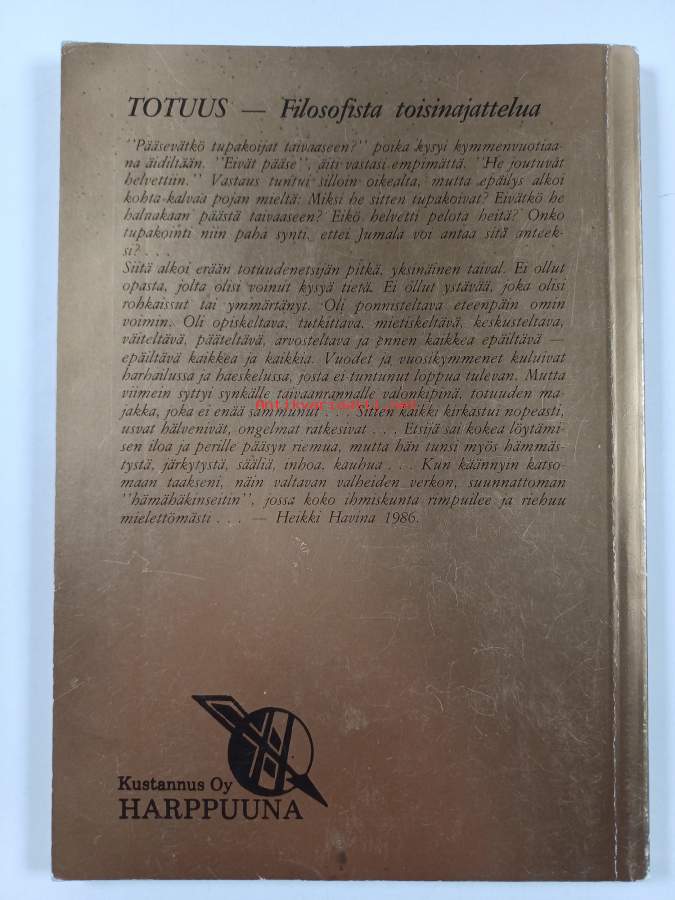 TOTUUS — Filosofista toisinajattelua
"Pääsevätkö tupakoijat taivaaseen?" poika kysyi kymmenvuotiaa-
na äidiltään. "Eivät pääse", äiti vastasi empimättä. "He joutuvat
helvettiin." Vastaus tuntui silloin oikealta, mutta epäilys alkoi
kohta kalvaa pojan mieltä: Miksi he sitten tupakoivat? Eivätkö he
haluakaan päästä taivaaseen? Eikö helvetti pelota heitä? Onko
tupakointi niin paha synti, ettei Jumala voi antaa sitä anteek-
si? . . .
Siitä alkoi erään totuudenetsijän pitkä, yksinäinen taival. Ei ollut
opasta, jolta olisi voinut kysyä tietä. Ei ollut ystävää, joka olisi
rohkaissut tai ymmärtänyt. Oli ponnisteltava eteenpäin omin
voimin. Oli opiskeltava, tutkittava, mietiskeltävä, keskusteltava,
väiteltävä, pääteltävä, arvosteltava ja ennen kaikkea epäiltävä —
epäiltävä kaikkea ja kaikkia. Vuodet ja vuosikymmenet kuluivat
harhailussa ja haeskelussa, josta ei tuntunut loppua tulevan. Mutta
viimein syttyi synkälle taivaanrannalle valonkipinä, totuuden ma-
jakka, joka ei enää sammunut . . . Sitten kaikki kirkastui nopeasti,
usvat hälvenivät, ongelmat ratkesivat . . . Etsijä sai kokea löytämi-
sen iloa ja perille pääsyn riemua, mutta hän tunsi myös hämmäs-
tystä, järkytystä, sääliä, inhoa, kauhua . . . Kun käännyin katso-
maan taakseni, näin valtavan valheiden verkon, suunnattoman
"hämähäkinseitin", jossa koko ihmiskunta rimpuilee ja riehuu
mielettömästi . . . — Heikki Havina 1986.
Antikvariaatti.net
Kustannus Oy
HARPPUUNA